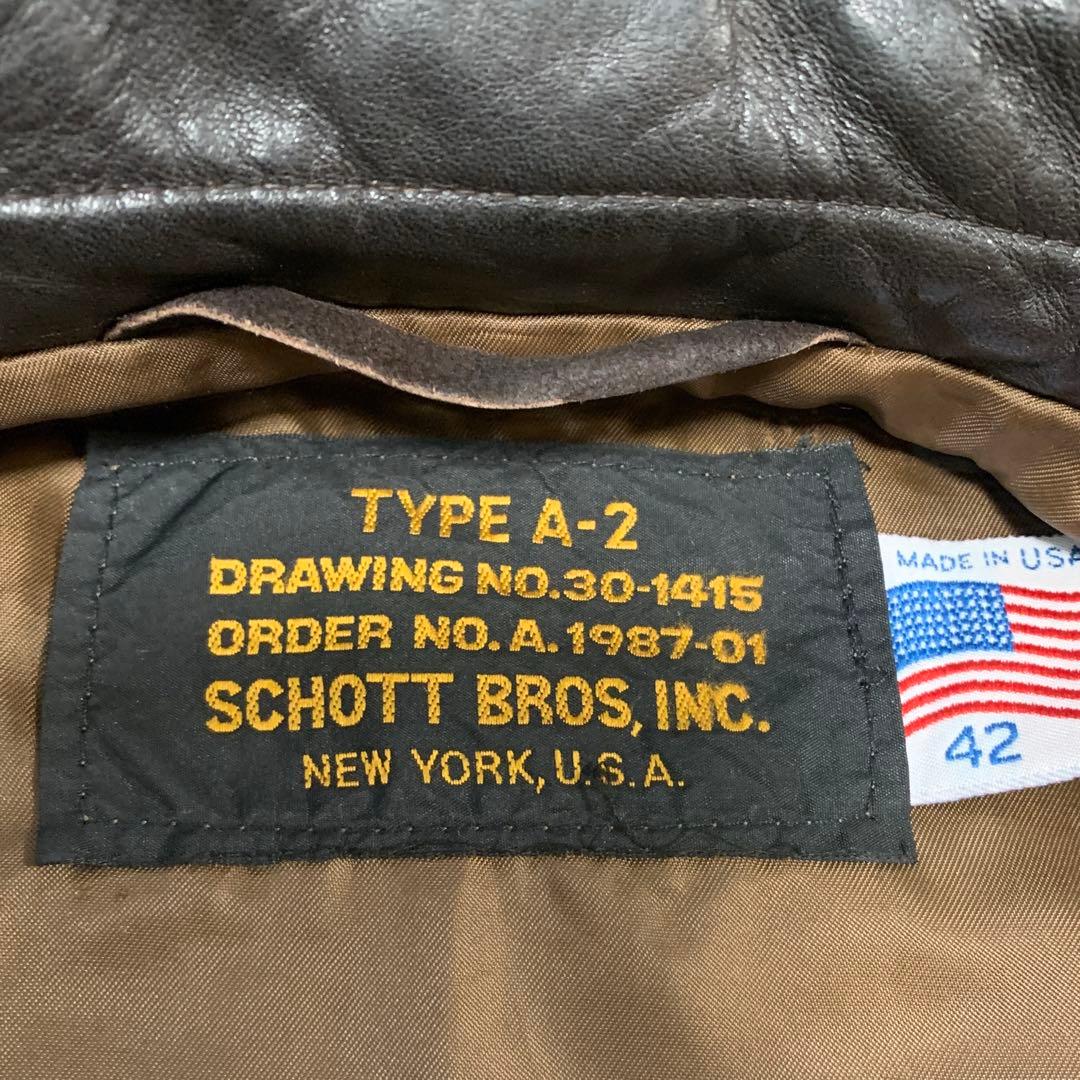 TYPE A-2
DRAWING NO.30-1415
ORDER NO.A.1987-01
SCHOTT BROS, INC.
NEW YORK, U.S.A.
MADE IN USA
42